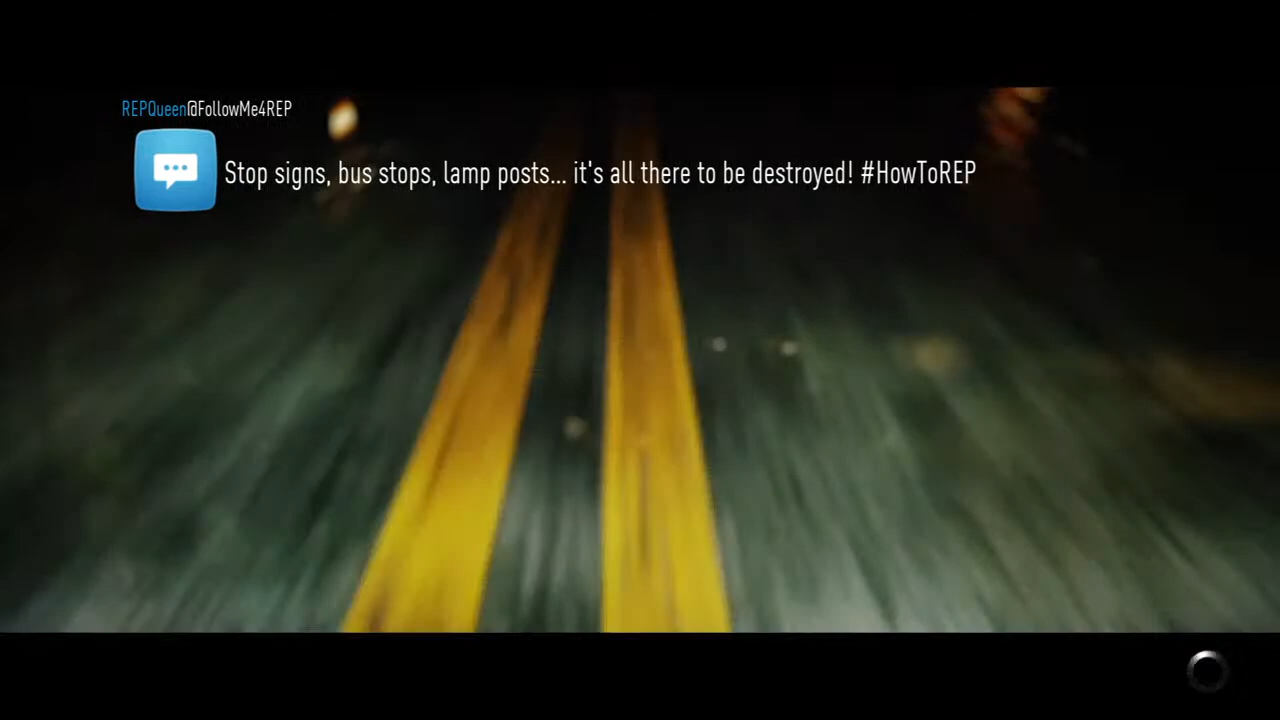 REPQueen@FollowMe4REP
Stop signs, bus stops, lamp posts... it's all there to be destroyed! #HowToREP